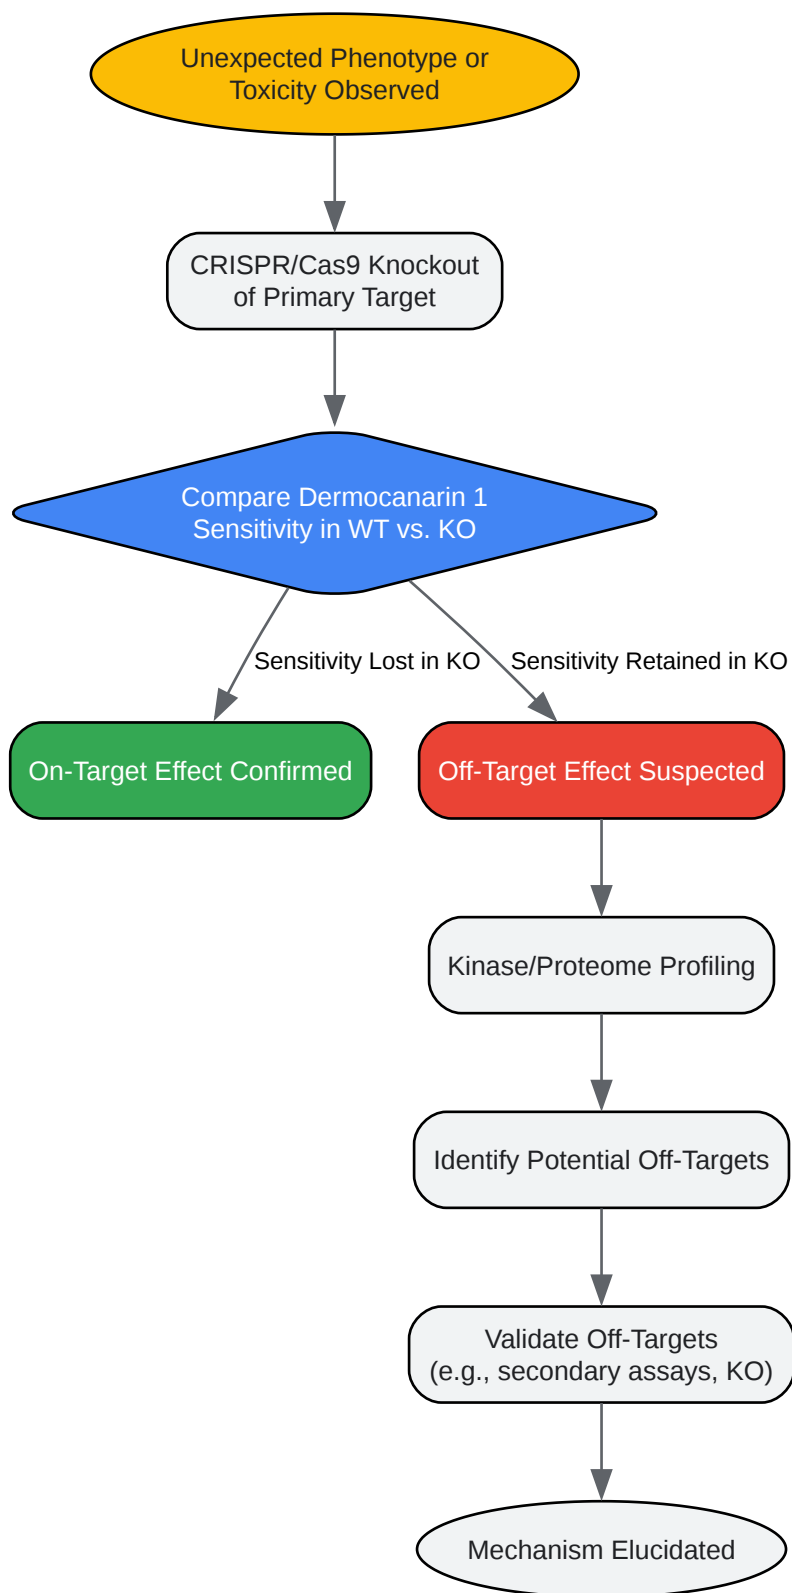 Unexpected Phenotype or
Toxicity Observed
CRISPR/Cas9 Knockout
of Primary Target
Compare Dermocanarin 1
Sensitivity in WT vs. KO
Sensitivity Lost in KO
Sensitivity Retained in KO
On-Target Effect Confirmed
Off-Target Effect Suspected
Kinase/Proteome Profiling
Identify Potential Off-Targets
Validate Off-Targets
(e.g., secondary assays, KO)
Mechanism Elucidated